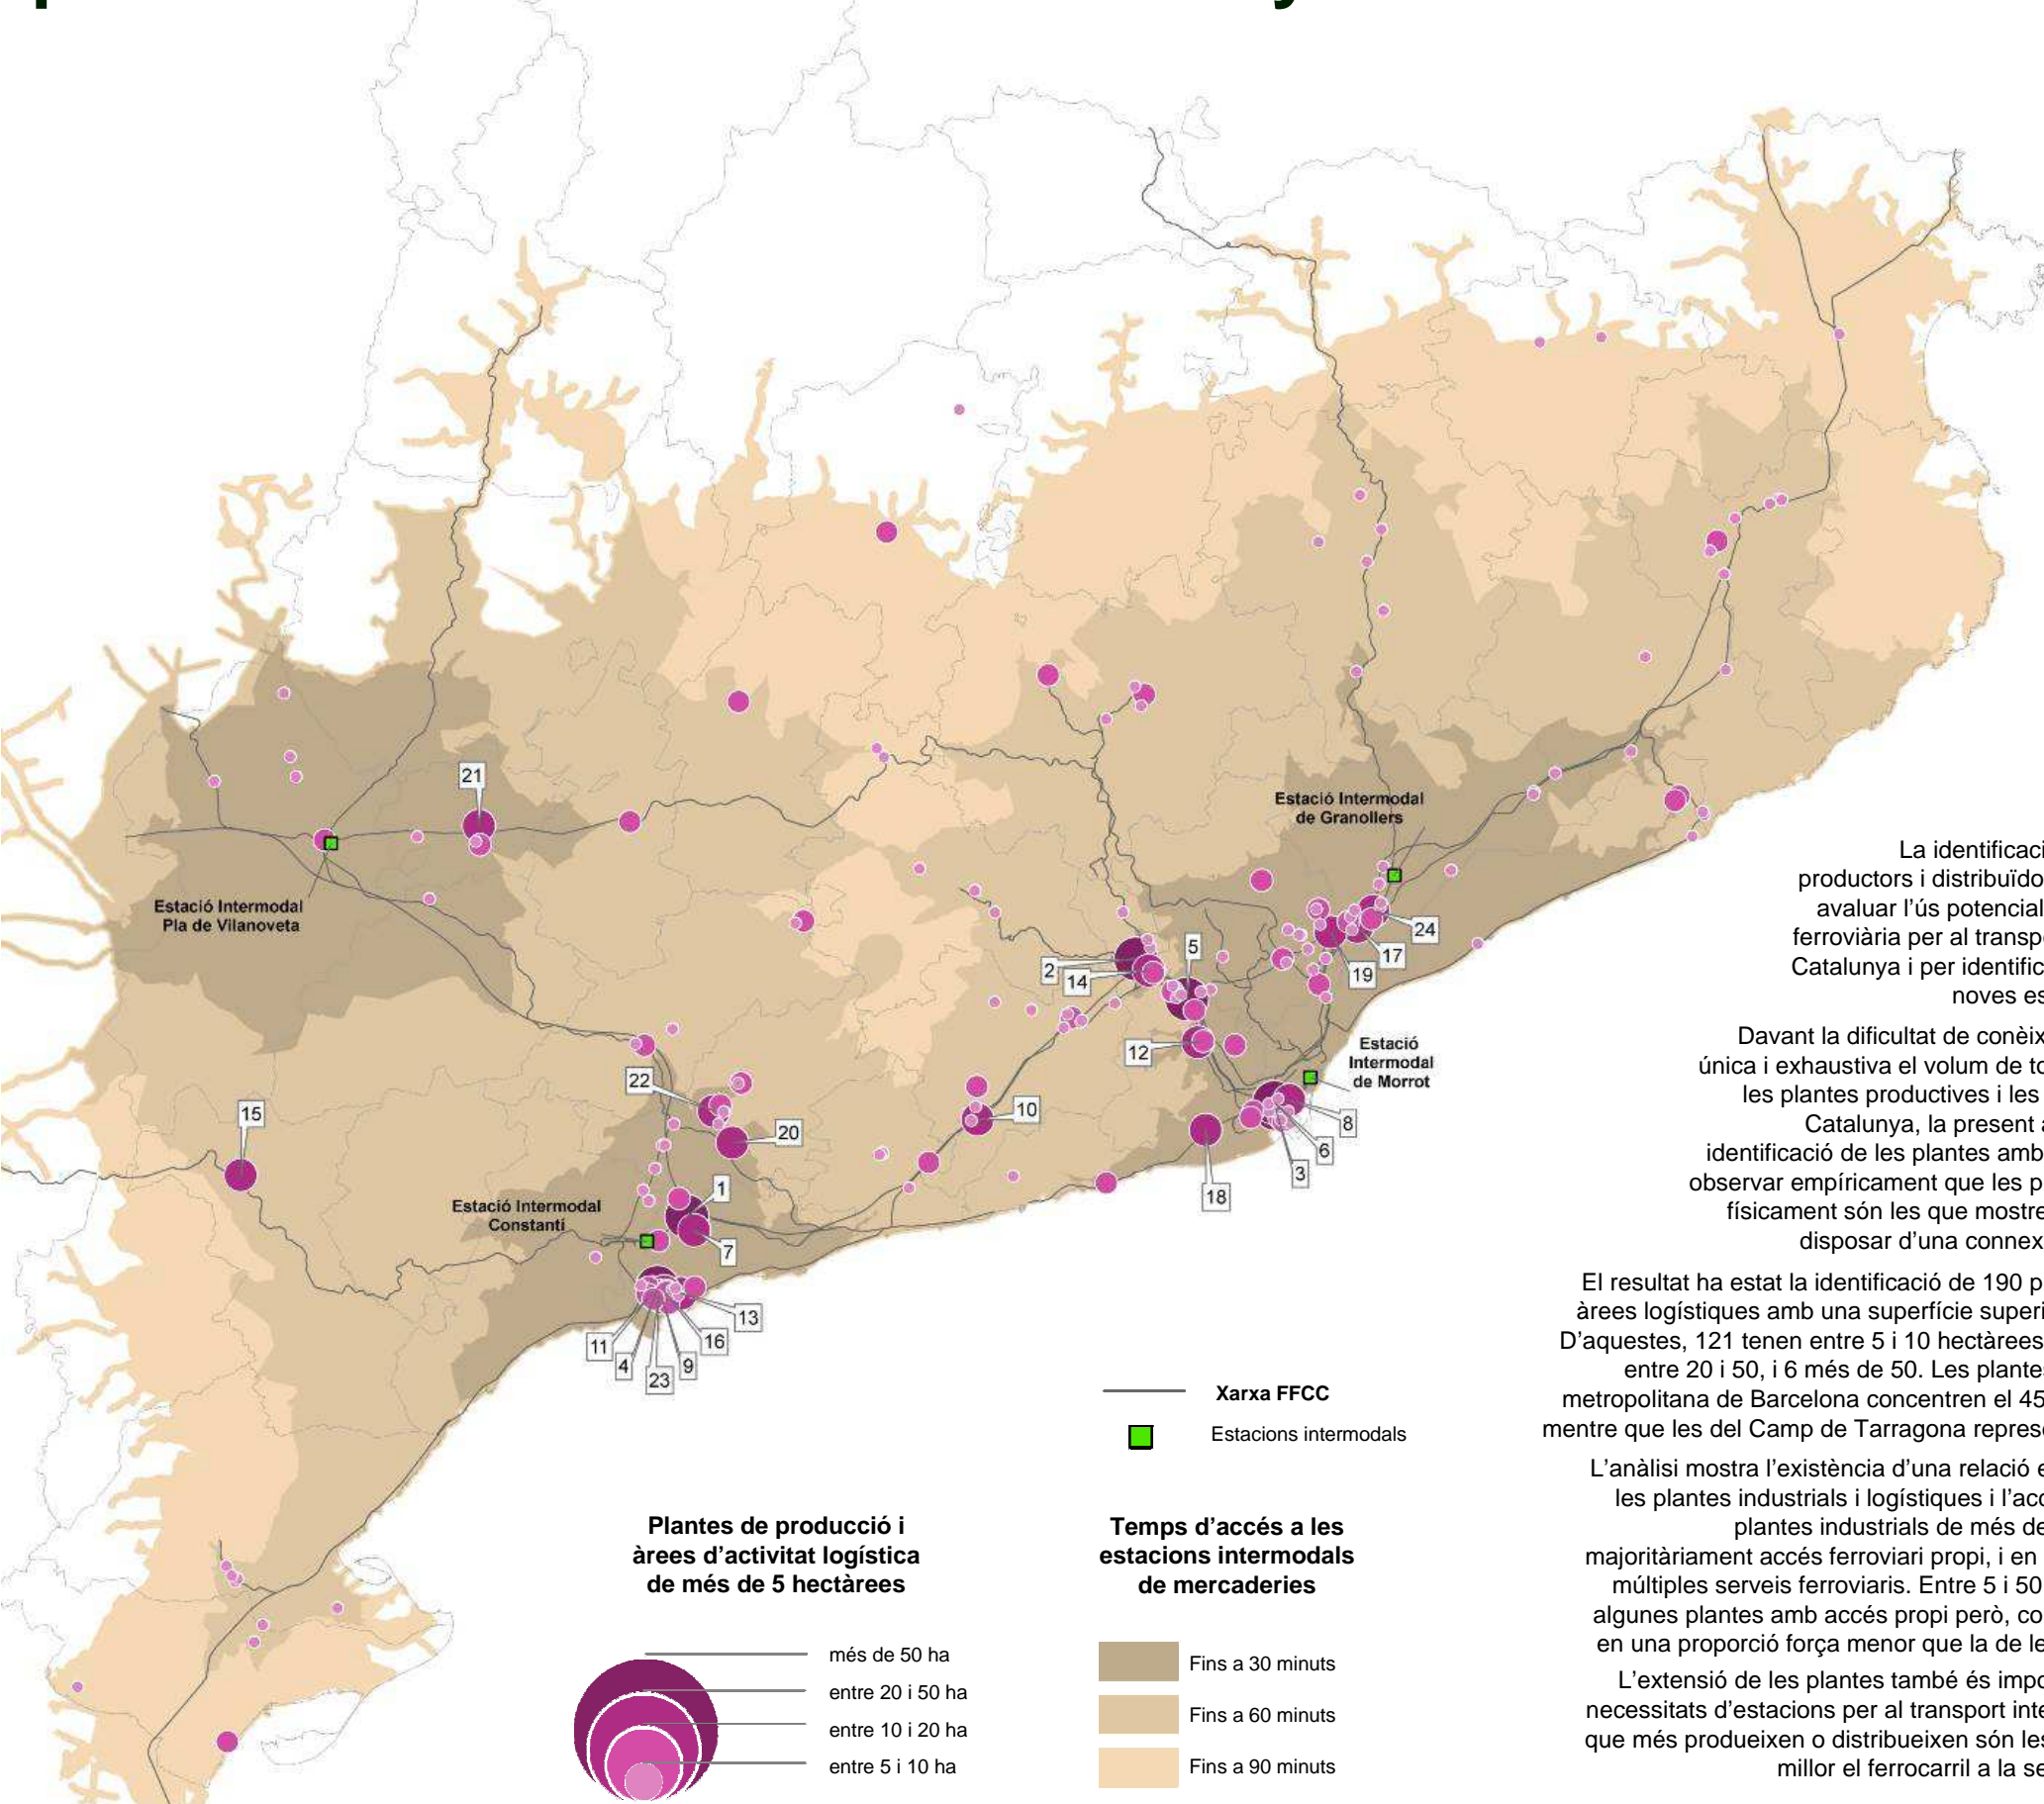 21
Estació Intermodal
Pla de Vilanoveta
Estació Intermodal
de Granollers
2
14
5
24
17
19
12
Estació
Intermodal
de Morrot
22
15
20
10
8
6
3
18
1
Estació Intermodal
Constantí
7
13
16
11
4
9
23
Xarxa FFCC
Estacions intermodals
Plantes de producció i
àrees d'activitat logística
de més de 5 hectàrees
més de 50 ha
entre 20 i 50 ha
entre 10 i 20 ha
entre 5 i 10 ha
Temps d'accés a les
estacions intermodals
de mercaderies
Fins a 30 minuts
Fins a 60 minuts
Fins a 90 minuts
La identificaci
productors i distribuïdo
avaluar l'ús potencial
ferroviària per al transp
Catalunya i per identific
noves es
Davant la dificultat de conèix
única i exhaustiva el volum de to
les plantes productives i les
Catalunya, la present a
identificació de les plantes amb
observar empíricament que les p
físicament són les que mostre
disposar d'una connex
El resultat ha estat la identificació de 190 p
àrees logístiques amb una superfície superi
D'aquestes, 121 tenen entre 5 i 10 hectàrees
entre 20 i 50, i 6 més de 50. Les plante
metropolitana de Barcelona concentren el 45
mentre que les del Camp de Tarragona represe
L'anàlisi mostra l'existència d'una relació e
les plantes industrials i logístiques i l'acc
plantes industrials de més de
majoritàriament accés ferroviari propi, i en
múltiples serveis ferroviaris. Entre 5 i 50
algunes plantes amb accés propi però, co
en una proporció força menor que la de le
L'extensió de les plantes també és impo
necessitats d'estacions per al transport inte
que més produeixen o distribueixen són les
millor el ferrocarril a la se